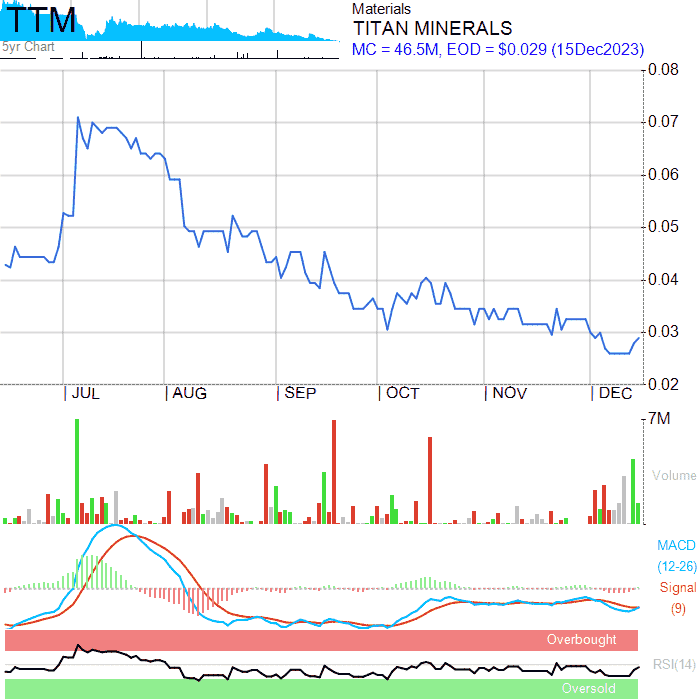 TTM
5yr Chart
Materials
TITAN MINERALS
MC = 46.5M, EOD = $0.029 (15Dec2023)
0.08
0.07
0.06
0.05
0.04
0.03
0.02
JUL AUG SEP OCT NOV DEC
7M
Volume
MACD
(12-26)
Signal
(9)
Overbought
RSI(14)
Oversold